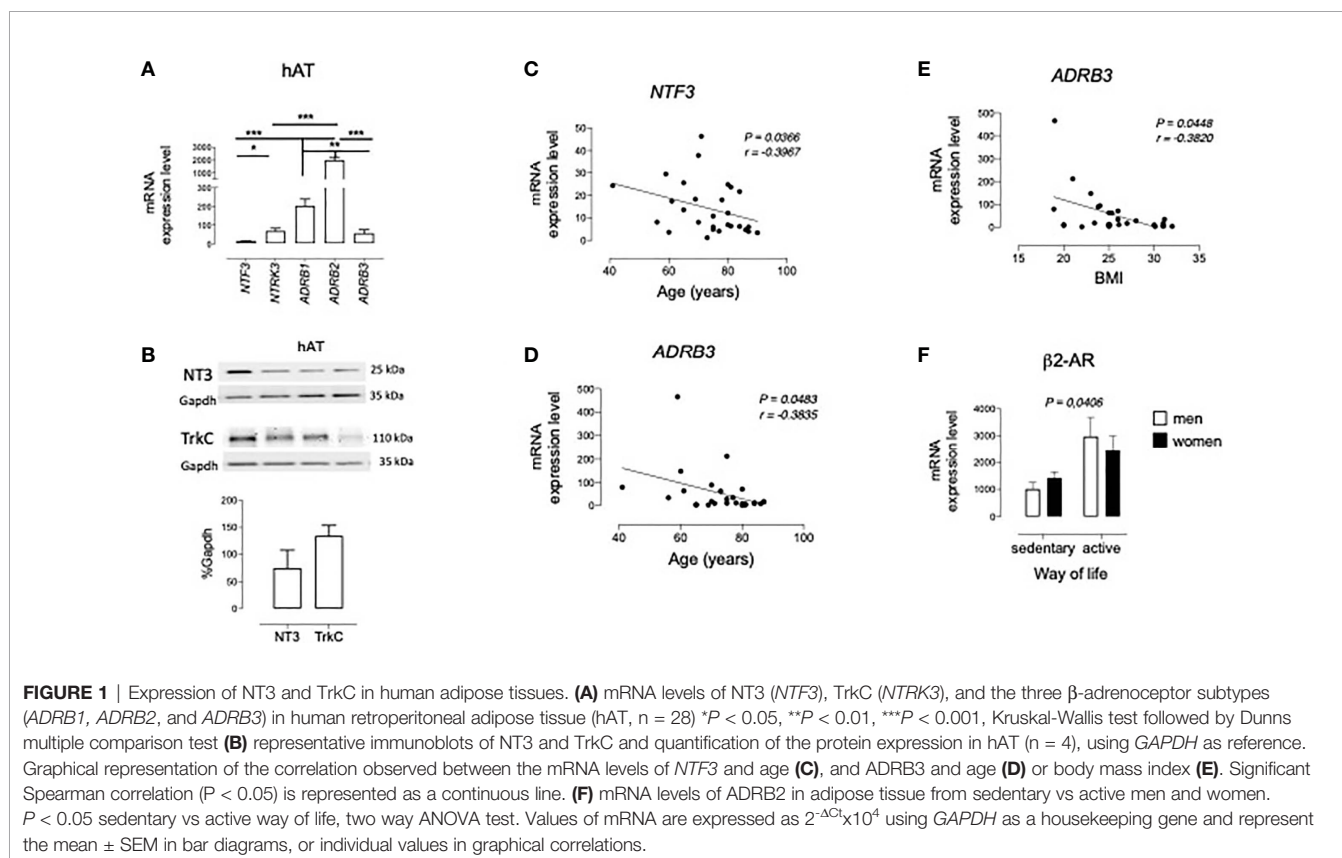 A
hAT
***
***
***
*
**
mRNA
expression level
3000
2000
1000
200
100
0
NTF3
NTRK3
ADRB1
ADRB2
ADRB3
B
hAT
NT3
25 kDa
Gapdh
35 kDa
TrkC
110 kDa
Gapdh
35 kDa
%Gapdh
200
150
100
50
0
NT3 TrkC
C
NTF3
mRNA
expression level
50
40
30
20
10
0
P = 0.0366
r = -0.3967
40 60 80 100
Age (years)
D
ADRB3
mRNA
expression level
500
400
300
200
100
0
P = 0.0483
r = -0.3835
40 60 80 100
Age (years)
E
ADRB3
mRNA
expression level
500
400
300
200
100
0
P = 0.0448
r = -0.3820
15 20 25 30 35
BMI
F
β2-AR
mRNA
expression level
4000
3000
2000
1000
0
P = 0,0406
men
women
sedentary active
Way of life
FIGURE 1 | Expression of NT3 and TrkC in human adipose tissues. (A) mRNA levels of NT3 (NTF3), TrkC (NTRK3), and the three β-adrenoceptor subtypes
(ADRB1, ADRB2, and ADRB3) in human retroperitoneal adipose tissue (hAT, n = 28) *P < 0.05, **P < 0.01, ***P < 0.001, Kruskal-Wallis test followed by Dunns
multiple comparison test (B) representative immunoblots of NT3 and TrkC and quantification of the protein expression in hAT (n = 4), using GAPDH as reference.
Graphical representation of the correlation observed between the mRNA levels of NTF3 and age (C), and ADRB3 and age (D) or body mass index (E). Significant
Spearman correlation (P < 0.05) is represented as a continuous line. (F) mRNA levels of ADRB2 in adipose tissue from sedentary vs active men and women.
P < 0.05 sedentary vs active way of life, two way ANOVA test. Values of mRNA are expressed as 2^-ΔCt x10^4 using GAPDH as a housekeeping gene and represent
the mean ± SEM in bar diagrams, or individual values in graphical correlations.